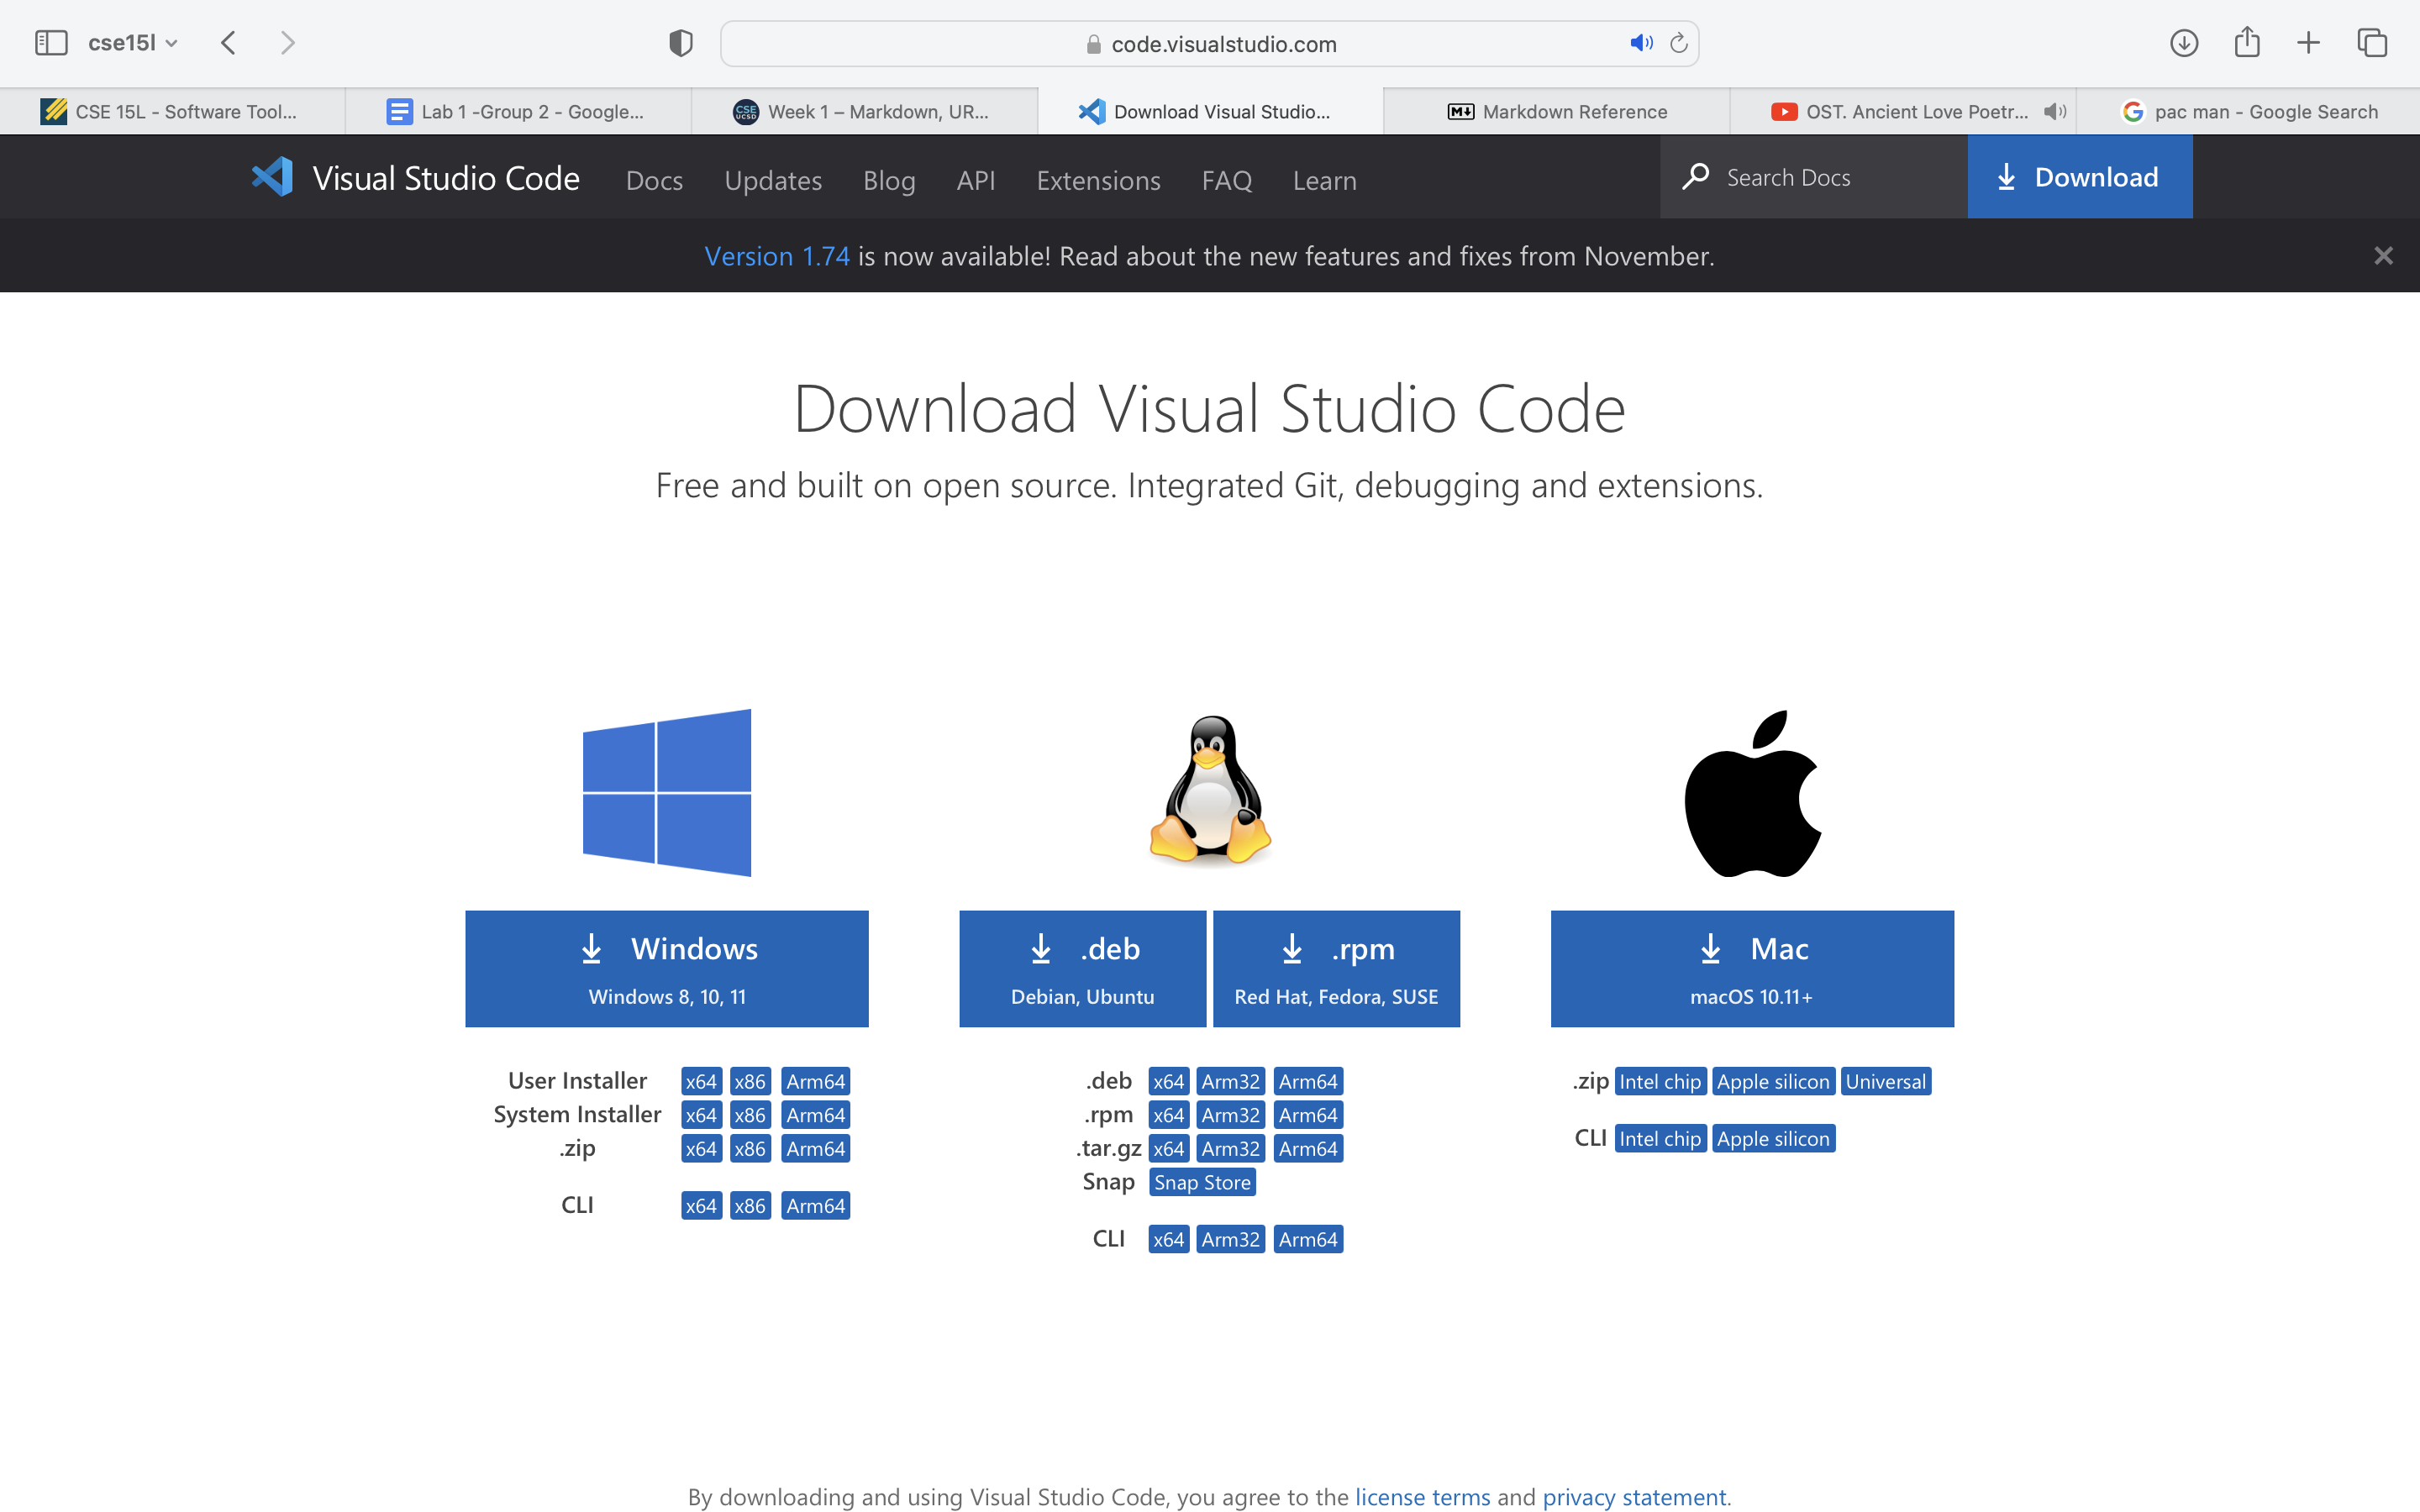 cse15l
code.visualstudio.com
CSE 15L - Software Tool...
Lab 1 -Group 2 - Google...
CSE UCSD
Week 1 – Markdown, UR...
Download Visual Studio...
M
Markdown Reference
OST. Ancient Love Poetr...
G
pac man - Google Search
Visual Studio Code
Docs
Updates
Blog
API
Extensions
FAQ
Learn
Search Docs
Download
Version 1.74 is now available! Read about the new features and fixes from November.
Download Visual Studio Code
Free and built on open source. Integrated Git, debugging and extensions.
Windows
Windows 8, 10, 11
User Installer x64 x86 Arm64
System Installer x64 x86 Arm64
.zip x64 x86 Arm64
CLI x64 x86 Arm64
.deb
Debian, Ubuntu
.rpm
Red Hat, Fedora, SUSE
.deb x64 Arm32 Arm64
.rpm x64 Arm32 Arm64
.tar.gz x64 Arm32 Arm64
Snap Snap Store
CLI x64 Arm32 Arm64
Mac
macOS 10.11+
.zip Intel chip Apple silicon Universal
CLI Intel chip Apple silicon
By downloading and using Visual Studio Code, you agree to the license terms and privacy statement.